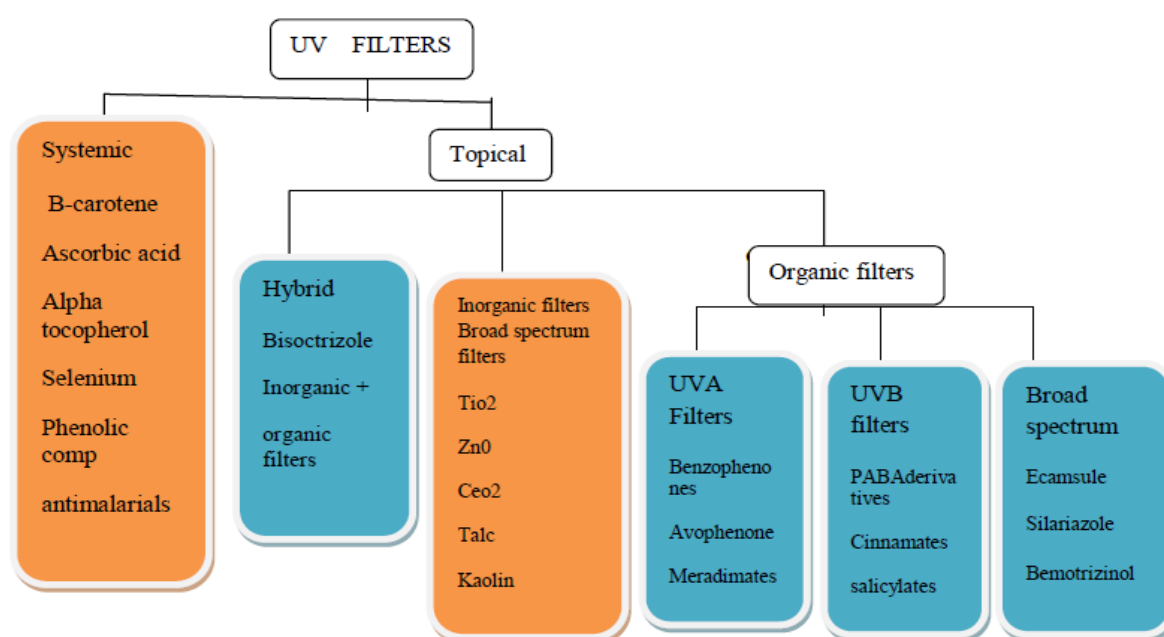 UV FILTERS
Systemic
B-carotene
Ascorbic acid
Alpha
tocopherol
Selenium
Phenolic
comp
antimalarials
Topical
Hybrid
Bisoctrizole
Inorganic +
organic
filters
Inorganic filters
Broad spectrum
filters
Tio2
Zn0
Ceo2
Talc
Kaolin
Organic filters
UVA
Filters
Benzopheno
nes
Avophenone
Meradimates
UVB
filters
PABAderiva
tives
Cinnamates
salicylates
Broad
spectrum
Ecamsule
Silariazole
Bemotrizinol